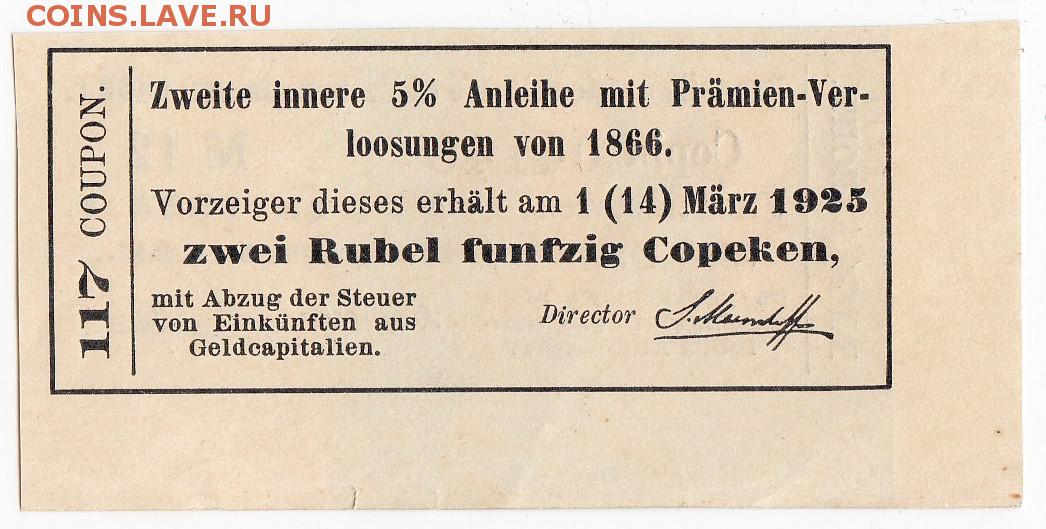 COINS.LAVE.RU
117 COUPON.
Zweite innere 5% Anleihe mit Prämien-Ver-
loosungen von 1866.
Vorzeiger dieses erhält am 1 (14) März 1925
zwei Rubel funfzig Copeken,
mit Abzug der Steuer
von Einkünften aus
Geldcapitalien.
Director